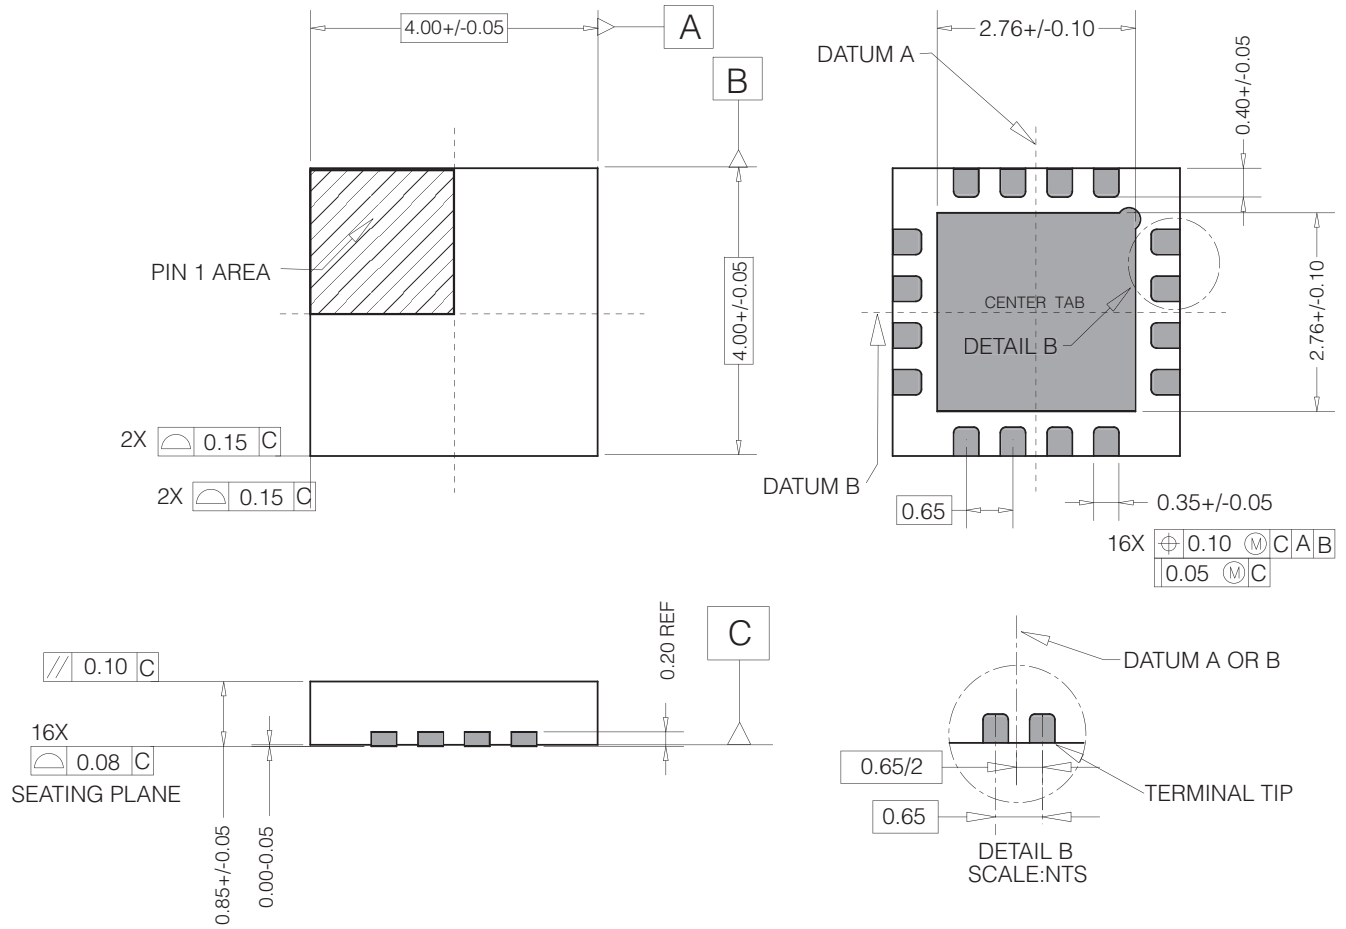 4.00+/-0.05
A
B
PIN 1 AREA
4.00+/-0.05
2X 0.15 C
2X 0.15 C
2.76+/-0.10
DATUM A
0.40+/-0.05
CENTER TAB
DETAIL B
2.76+/-0.10
DATUM B
0.65
0.35+/-0.05
16X ⌖ 0.10 Ⓜ C A B
0.05 Ⓜ C
// 0.10 C
16X
0.08 C
SEATING PLANE
0.85+/-0.05
0.00-0.05
0.20 REF
C
DATUM A OR B
0.65/2
TERMINAL TIP
0.65
DETAIL B
SCALE:NTS